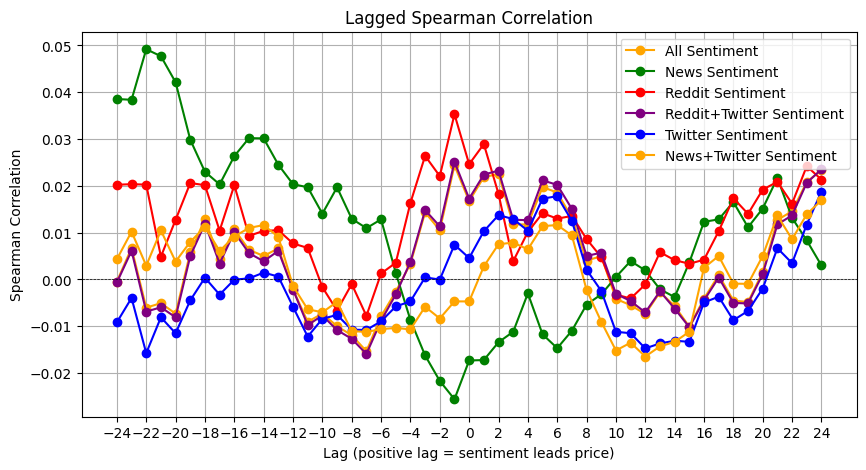 Lagged Spearman Correlation
All Sentiment
News Sentiment
Reddit Sentiment
Reddit+Twitter Sentiment
Twitter Sentiment
News+Twitter Sentiment
Spearman Correlation
0.05
0.04
0.03
0.02
0.01
0.00
−0.01
−0.02
−24 −22 −20 −18 −16 −14 −12 −10 −8 −6 −4 −2 0 2 4 6 8 10 12 14 16 18 20 22 24
Lag (positive lag = sentiment leads price)